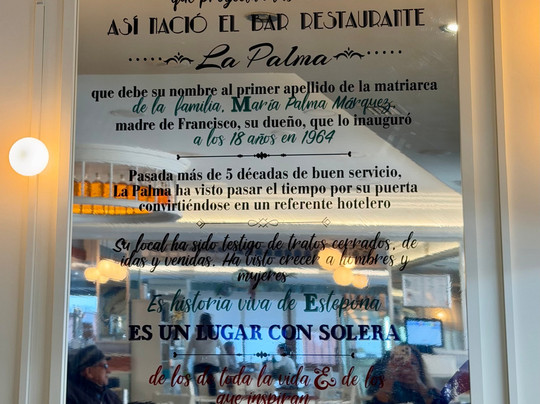 que
ASÍ NACIÓ EL BAR RESTAURANTE
La Palma
que debe su nombre al primer apellido de la matriarca
de la familia, María Palma Márquez,
madre de Francisco, su dueño, que lo inauguró
a los 18 años en 1964
Pasada más de 5 décadas de buen servicio,
La Palma ha visto pasar el tiempo por su puerta
convirtiéndose en un referente hotelero
Su local ha sido testigo de tratos cerrados, de
idas y venidas. Ha visto crecer a hombres y
mujeres
Es historia viva de Estepona
ES UN LUGAR CON SOLERA
de los de toda la vida & de los
que inspiran